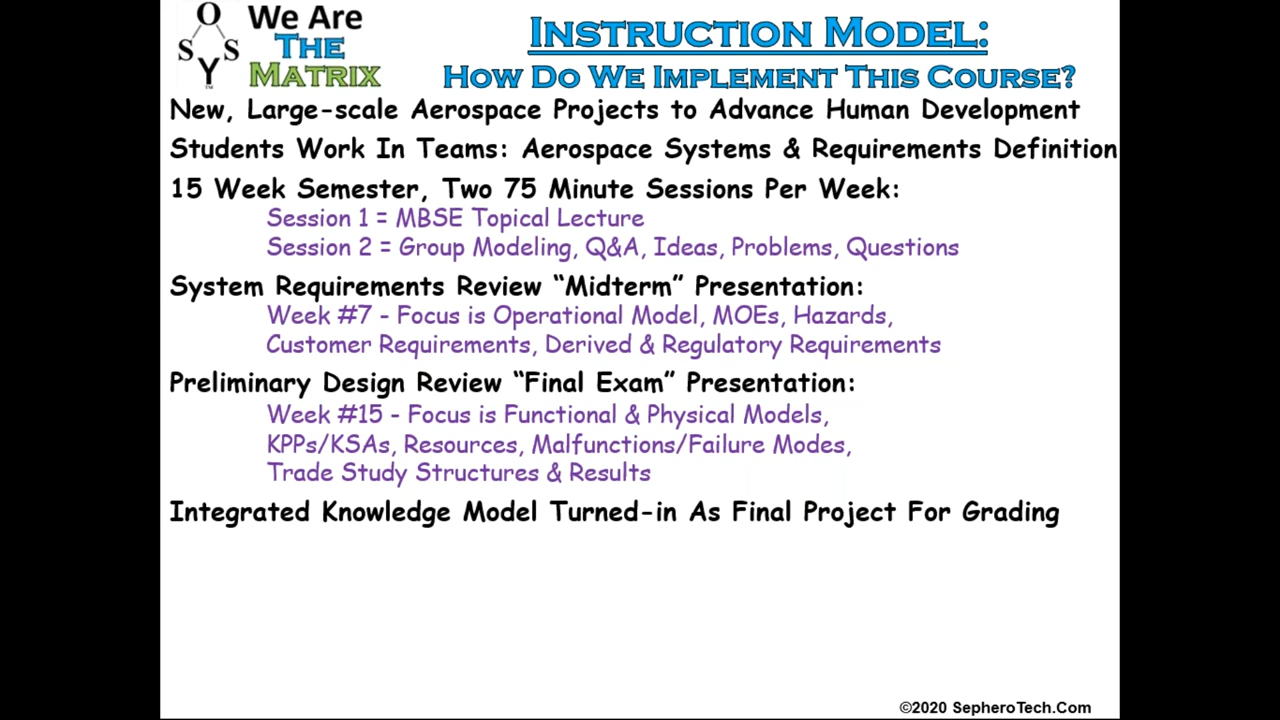 O
S S
Y™
We Are
THE
MATRIX
INSTRUCTION MODEL:
HOW DO WE IMPLEMENT THIS COURSE?
New, Large-scale Aerospace Projects to Advance Human Development
Students Work In Teams: Aerospace Systems & Requirements Definition
15 Week Semester, Two 75 Minute Sessions Per Week:
Session 1 = MBSE Topical Lecture
Session 2 = Group Modeling, Q&A, Ideas, Problems, Questions
System Requirements Review “Midterm” Presentation:
Week #7 - Focus is Operational Model, MOEs, Hazards,
Customer Requirements, Derived & Regulatory Requirements
Preliminary Design Review “Final Exam” Presentation:
Week #15 - Focus is Functional & Physical Models,
KPPs/KSAs, Resources, Malfunctions/Failure Modes,
Trade Study Structures & Results
Integrated Knowledge Model Turned-in As Final Project For Grading
©2020 SepheroTech.Com